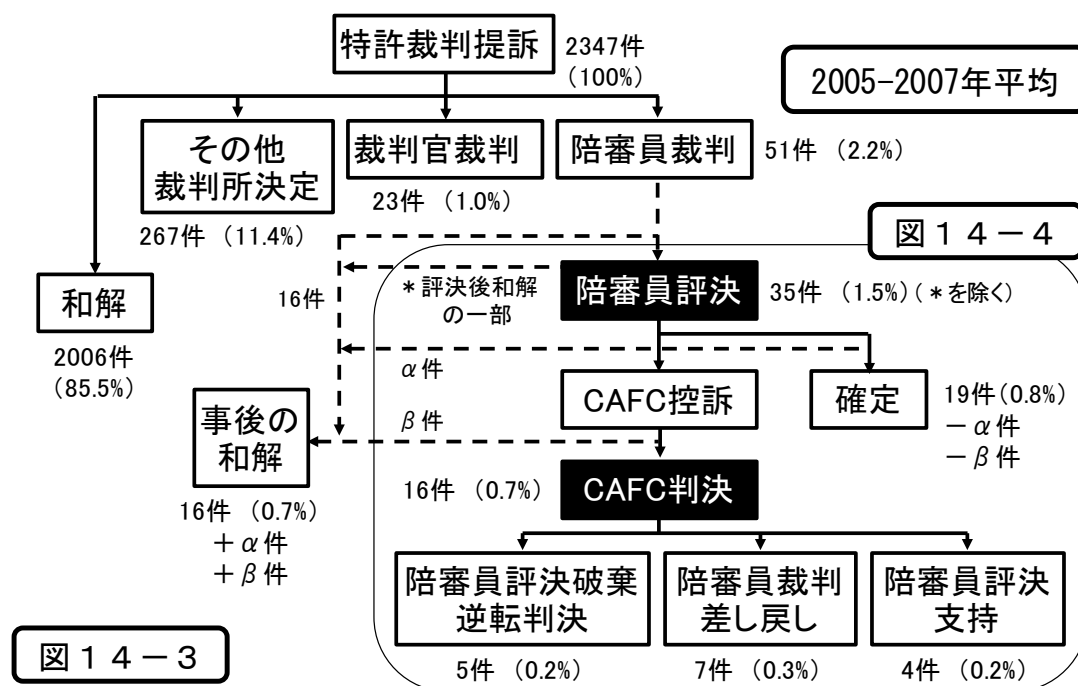 特許裁判提訴
2347件
(100%)
2005-2007年平均
その他
裁判所決定
267件 (11.4%)
裁判官裁判
23件 (1.0%)
陪審員裁判
51件 (2.2%)
図14-4
和解
2006件
(85.5%)
16件
*評決後和解
の一部
陪審員評決
35件 (1.5%)(*を除く)
α件
CAFC控訴
確定
19件(0.8%)
-α件
-β件
β件
事後の
和解
16件 (0.7%)
+α件
+β件
16件 (0.7%)
CAFC判決
陪審員評決破棄
逆転判決
5件 (0.2%)
陪審員裁判
差し戻し
7件 (0.3%)
陪審員評決
支持
4件 (0.2%)
図14-3